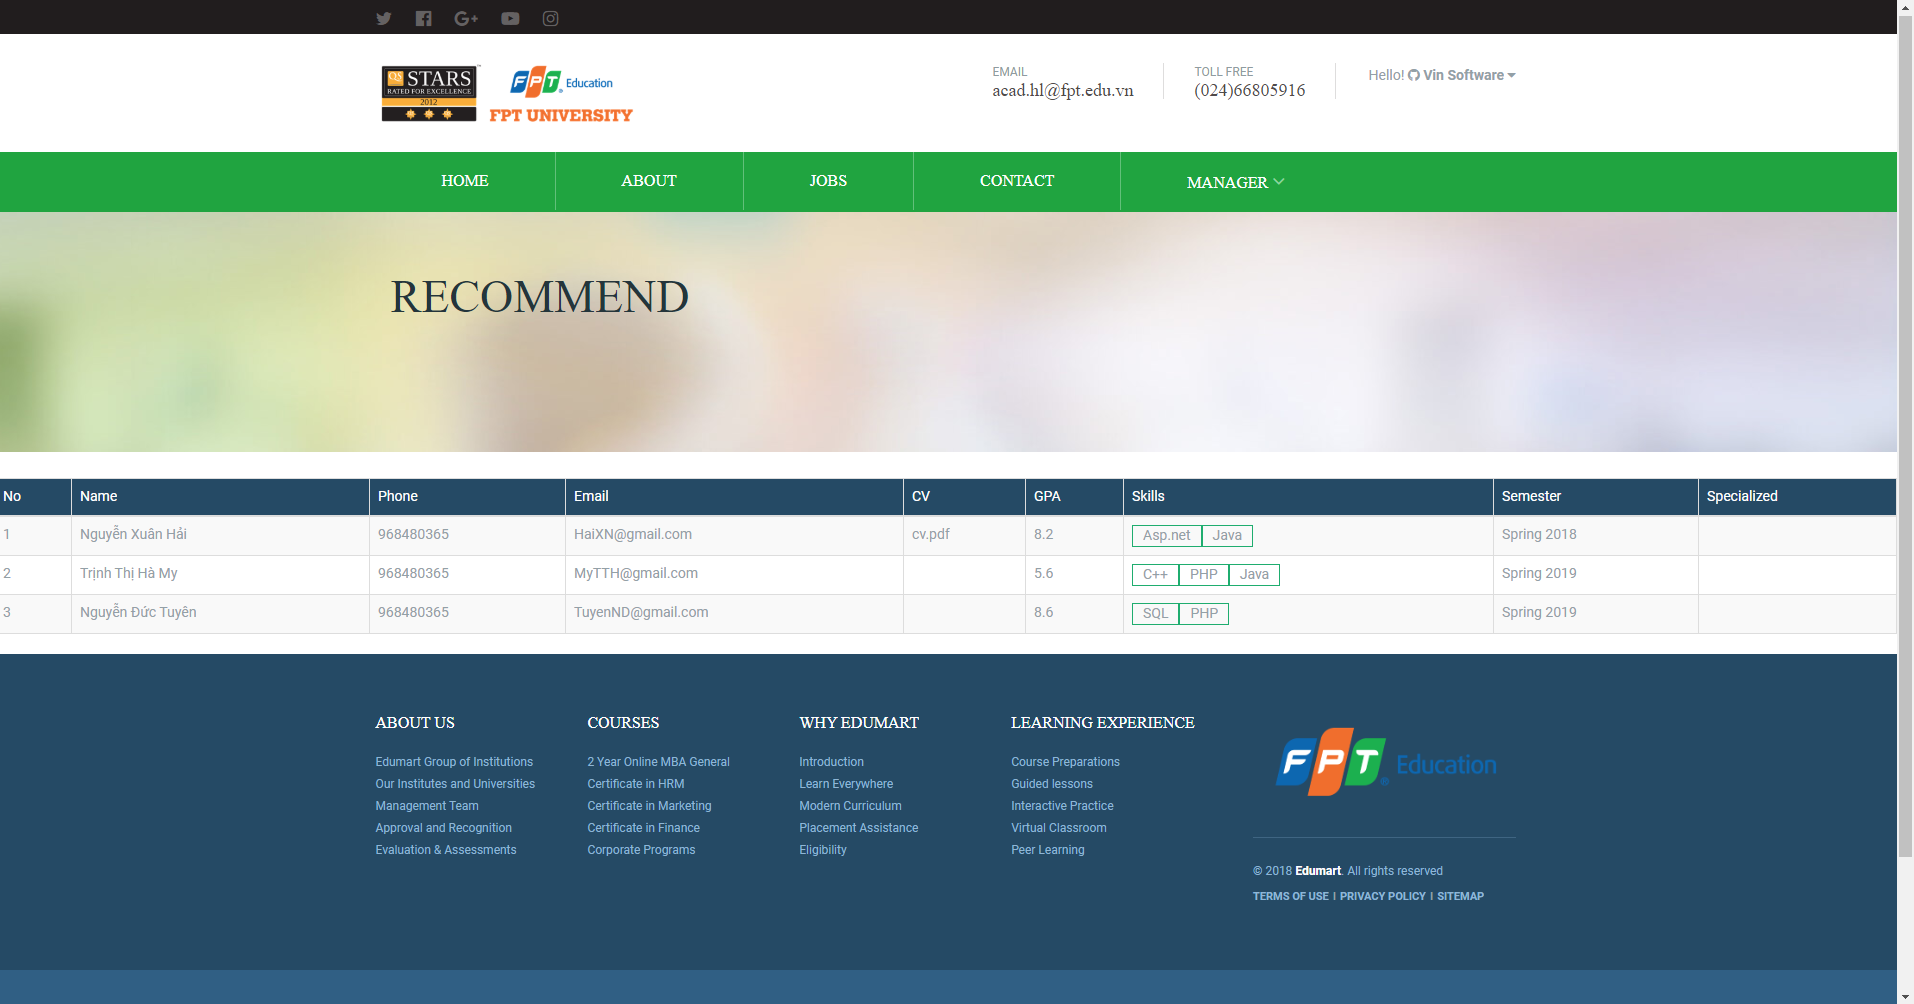 QS STARS
RATED FOR EXCELLENCE
2012
FPT Education
FPT UNIVERSITY
EMAIL
acad.hl@fpt.edu.vn
TOLL FREE
(024)66805916
Hello! Vin Software
HOME ABOUT JOBS CONTACT MANAGER
RECOMMEND
No Name Phone Email CV GPA Skills Semester Specialized
1 Nguyễn Xuân Hải 968480365 HaiXN@gmail.com cv.pdf 8.2 Asp.net Java Spring 2018
2 Trịnh Thị Hà My 968480365 MyTTH@gmail.com 5.6 C++ PHP Java Spring 2019
3 Nguyễn Đức Tuyên 968480365 TuyenND@gmail.com 8.6 SQL PHP Spring 2019
ABOUT US
Edumart Group of Institutions
Our Institutes and Universities
Management Team
Approval and Recognition
Evaluation & Assessments
COURSES
2 Year Online MBA General
Certificate in HRM
Certificate in Marketing
Certificate in Finance
Corporate Programs
WHY EDUMART
Introduction
Learn Everywhere
Modern Curriculum
Placement Assistance
Eligibility
LEARNING EXPERIENCE
Course Preparations
Guided lessons
Interactive Practice
Virtual Classroom
Peer Learning
FPT® Education
© 2018 Edumart. All rights reserved
TERMS OF USE | PRIVACY POLICY | SITEMAP